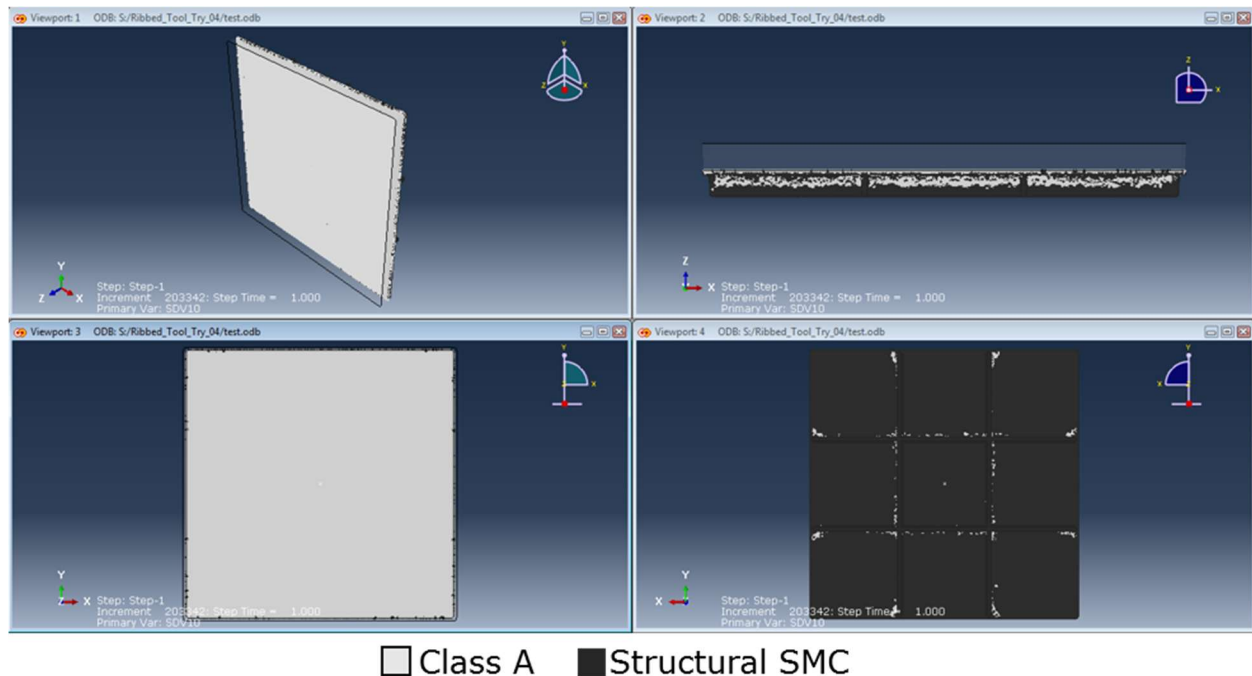 Viewport: 1 ODB: S:/Ribbed_Tool_Try_04/test.odb
Y
Z X
Y
Z X
Step: Step-1
Increment 203342: Step Time = 1.000
Primary Var: SDV10
Viewport: 2 ODB: S:/Ribbed_Tool_Try_04/test.odb
Z
X
Z
X
Step: Step-1
Increment 203342: Step Time = 1.000
Primary Var: SDV10
Viewport: 3 ODB: S:/Ribbed_Tool_Try_04/test.odb
Y
X
Y
Z X
Step: Step-1
Increment 203342: Step Time = 1.000
Primary Var: SDV10
Viewport: 4 ODB: S:/Ribbed_Tool_Try_04/test.odb
Y
X
Y
X
Step: Step-1
Increment 203342: Step Time = 1.000
Primary Var: SDV10
Class A Structural SMC